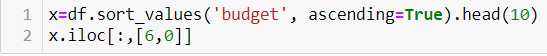 1 x=df.sort_values('budget', ascending=True).head(10)
2 x.iloc[:,[6,0]]